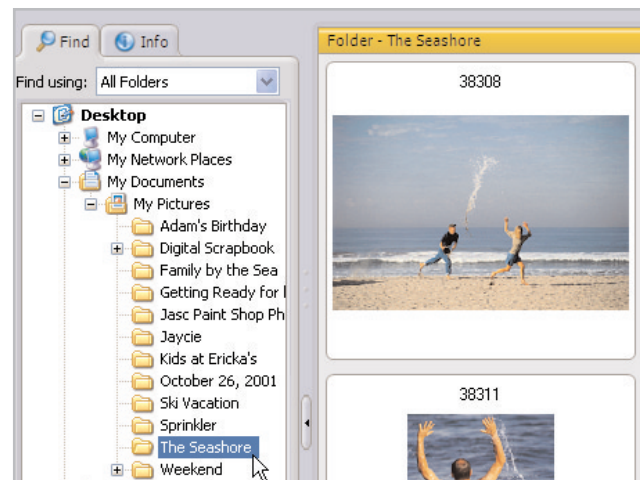 Find Info
Find using: All Folders
Desktop
My Computer
My Network Places
My Documents
My Pictures
Adam's Birthday
Digital Scrapbook
Family by the Sea
Getting Ready for
Jasc Paint Shop Ph
Jaycie
Kids at Ericka's
October 26, 2001
Ski Vacation
Sprinkler
The Seashore
Weekend
Folder - The Seashore
38308
38311